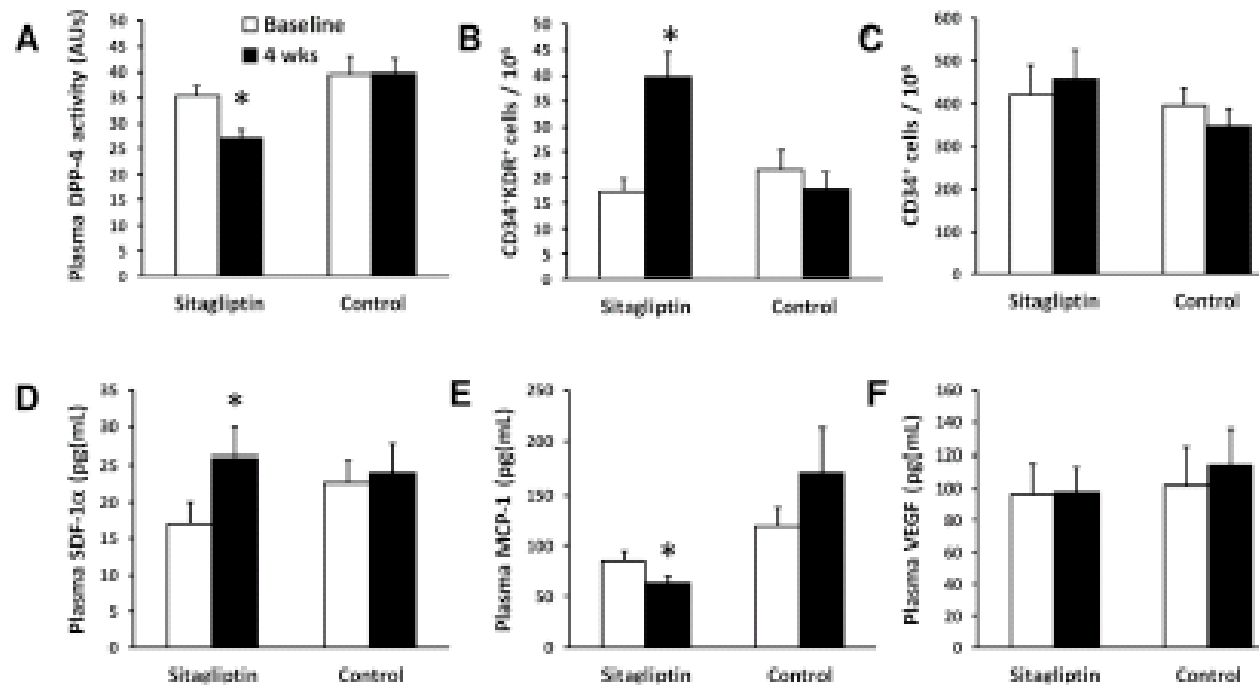 A
Plasma DPP-4 activity (AUs)
50
45
40
35
30
25
20
15
10
5
0
Baseline
4 wks
*
Sitagliptin Control
B
CD34⁺KDR⁺ cells / 10⁶
50
45
40
35
30
25
20
15
10
5
0
*
Sitagliptin Control
C
CD34⁺ cells / 10⁶
600
500
400
300
200
100
0
Sitagliptin Control
D
Plasma SDF-1α (pg[mL)
35
30
25
20
15
10
5
0
*
Sitagliptin Control
E
Plasma MCP-1 (pg[mL)
250
200
150
100
50
0
*
Sitagliptin Control
F
Plasma VEGF (pg[mL)
160
140
120
100
80
60
40
20
0
Sitagliptin Control